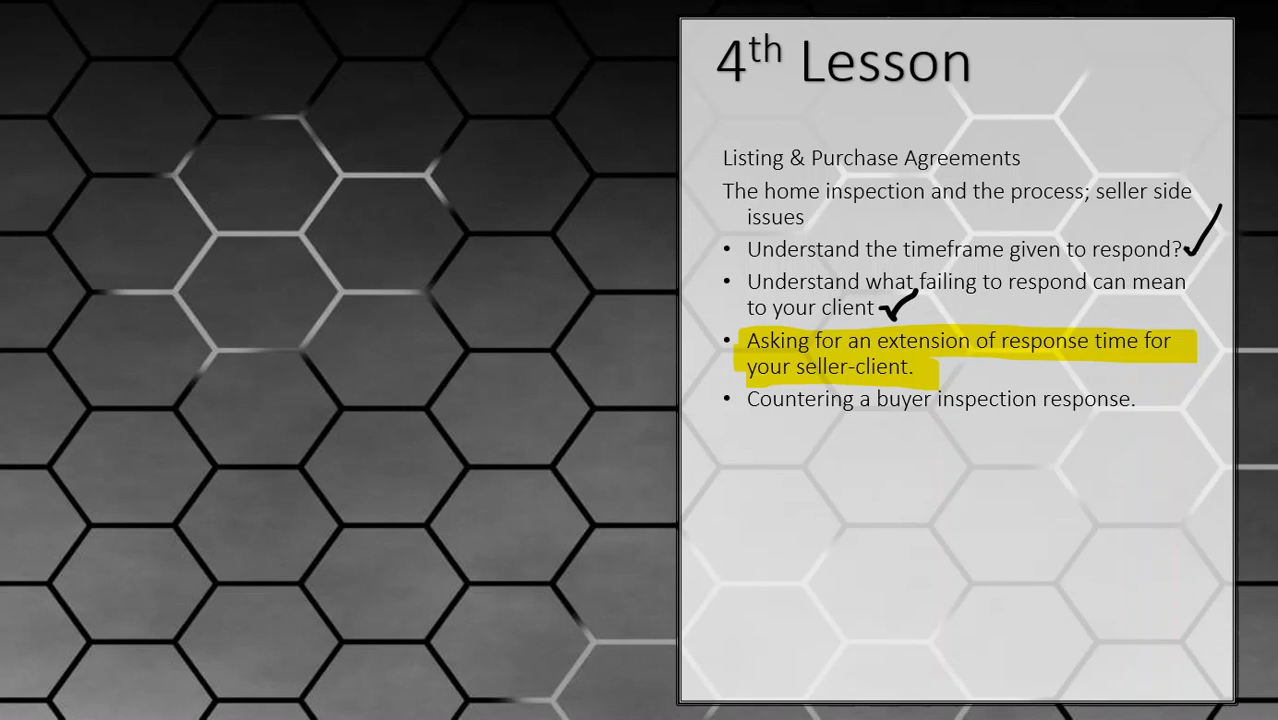 4th Lesson
Listing & Purchase Agreements
The home inspection and the process; seller side
issues
• Understand the timeframe given to respond?
• Understand what failing to respond can mean
to your client
• Asking for an extension of response time for
your seller-client.
• Countering a buyer inspection response.